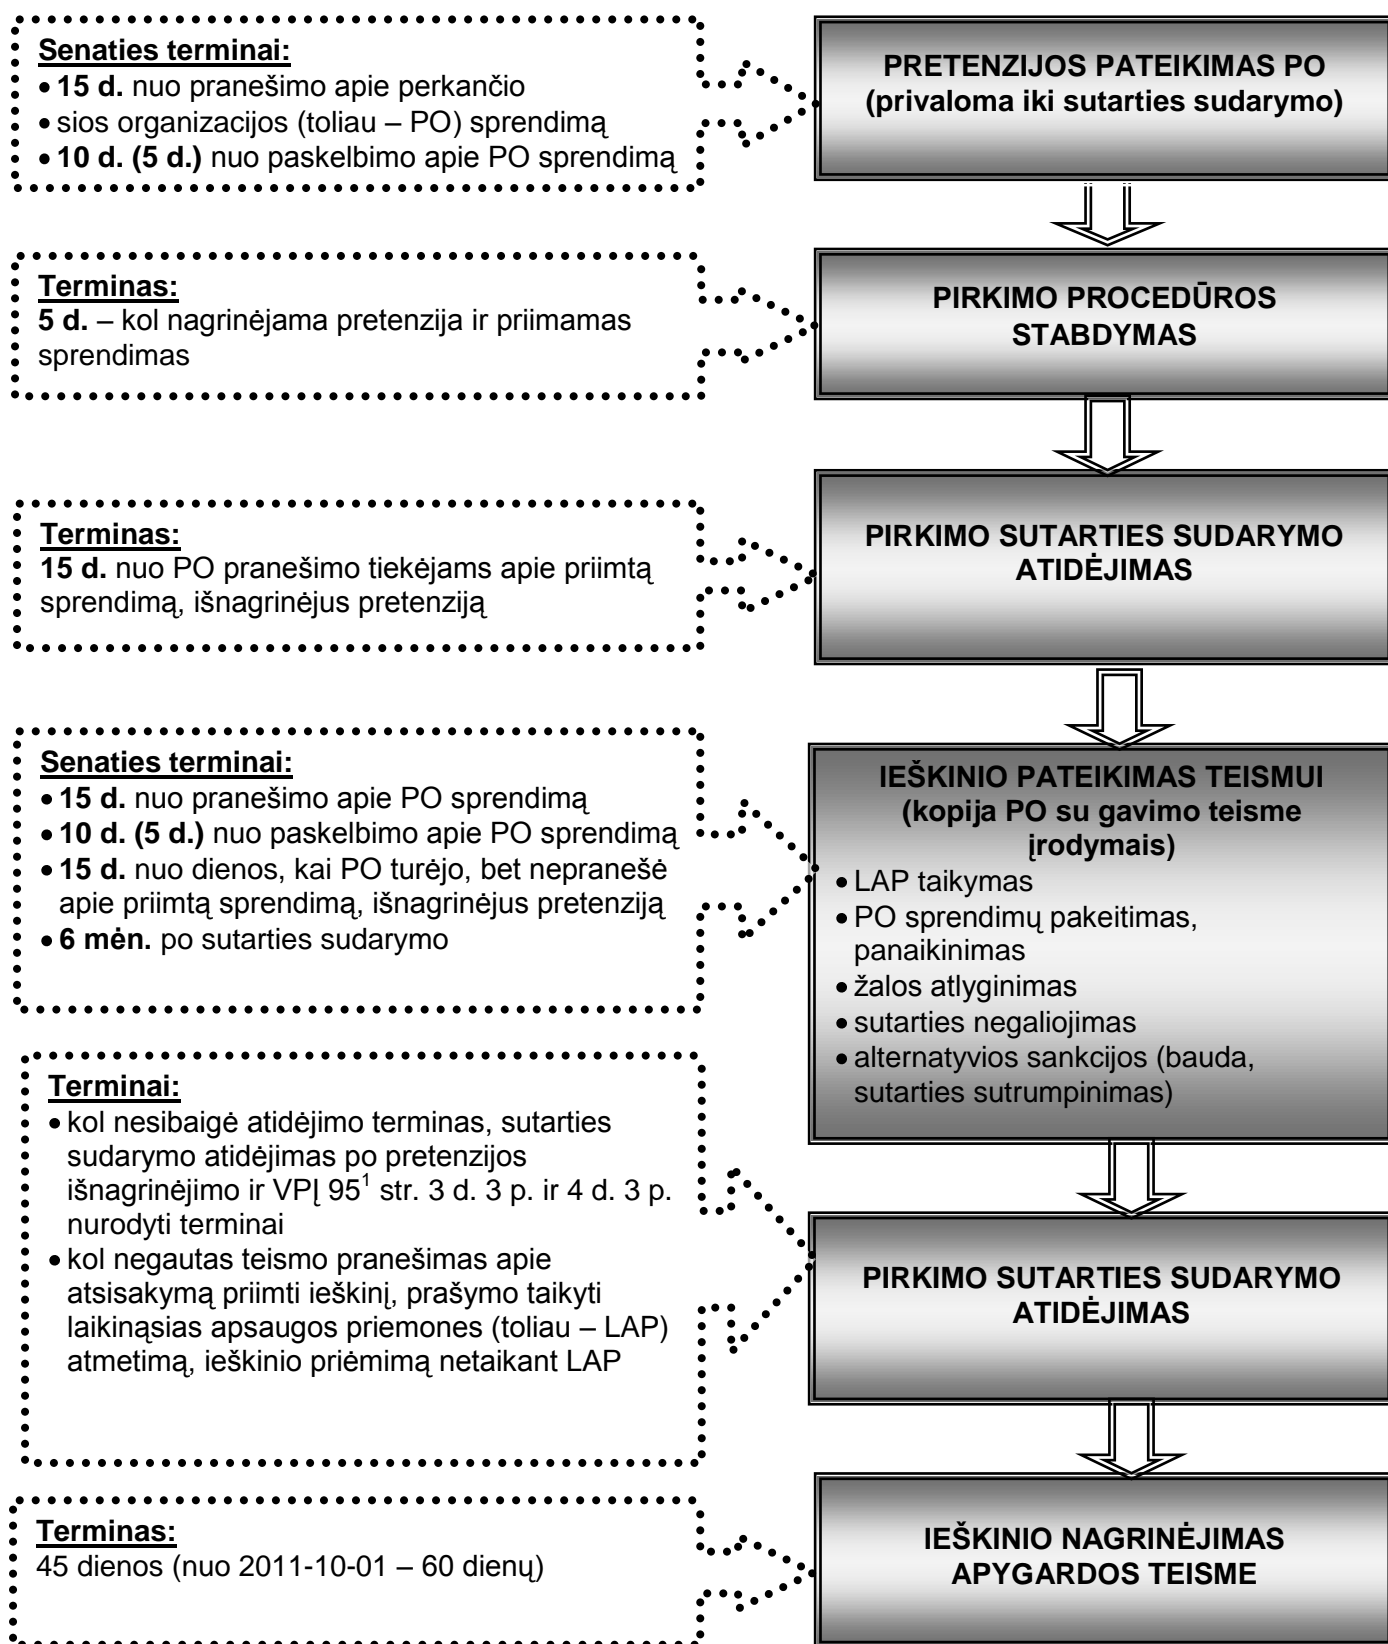 Senaties terminai:
• 15 d. nuo pranešimo apie perkančio
• sios organizacijos (toliau – PO) sprendimą
• 10 d. (5 d.) nuo paskelbimo apie PO sprendimą
PRETENZIJOS PATEIKIMAS PO
(privaloma iki sutarties sudarymo)
Terminas:
5 d. – kol nagrinėjama pretenzija ir priimamas
sprendimas
PIRKIMO PROCEDŪROS
STABDYMAS
Terminas:
15 d. nuo PO pranešimo tiekėjams apie priimtą
sprendimą, išnagrinėjus pretenziją
PIRKIMO SUTARTIES SUDARYMO
ATIDĖJIMAS
Senaties terminai:
• 15 d. nuo pranešimo apie PO sprendimą
• 10 d. (5 d.) nuo paskelbimo apie PO sprendimą
• 15 d. nuo dienos, kai PO turėjo, bet nepranešė
apie priimtą sprendimą, išnagrinėjus pretenziją
• 6 mėn. po sutarties sudarymo
IEŠKINIO PATEIKIMAS TEISMUI
(kopija PO su gavimo teisme
įrodymais)
• LAP taikymas
• PO sprendimų pakeitimas,
panaikinimas
• žalos atlyginimas
• sutarties negaliojimas
• alternatyvios sankcijos (bauda,
sutarties sutrumpinimas)
Terminai:
• kol nesibaigė atidėjimo terminas, sutarties
sudarymo atidėjimas po pretenzijos
išnagrinėjimo ir VPĮ 95¹ str. 3 d. 3 p. ir 4 d. 3 p.
nurodyti terminai
• kol negautas teismo pranešimas apie
atsisakymą priimti ieškinį, prašymo taikyti
laikinąsias apsaugos priemones (toliau – LAP)
atmetimą, ieškinio priėmimą netaikant LAP
PIRKIMO SUTARTIES SUDARYMO
ATIDĖJIMAS
Terminas:
45 dienos (nuo 2011-10-01 – 60 dienų)
IEŠKINIO NAGRINĖJIMAS
APYGARDOS TEISME